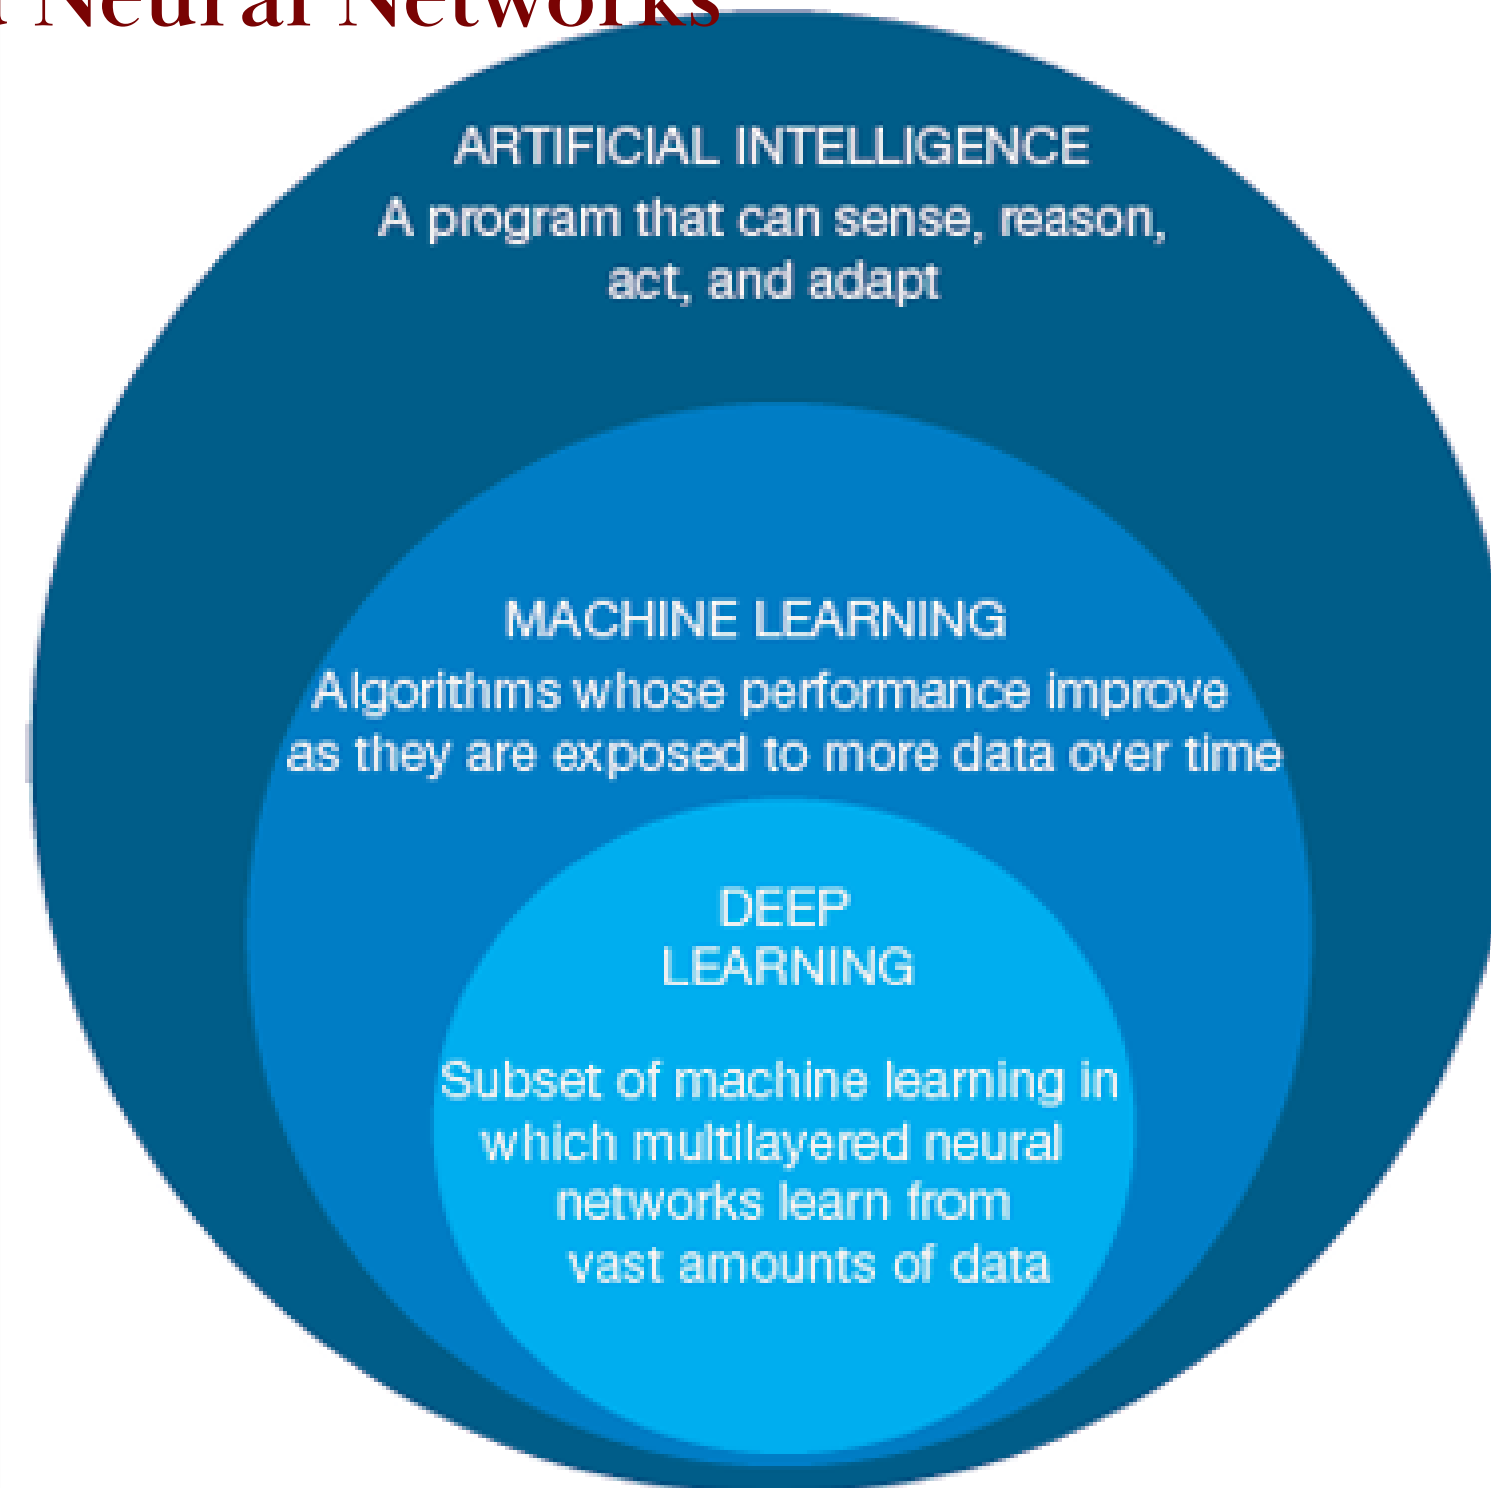 Neural Networks
ARTIFICIAL INTELLIGENCE
A program that can sense, reason,
act, and adapt
MACHINE LEARNING
Algorithms whose performance improve
as they are exposed to more data over time
DEEP
LEARNING
Subset of machine learning in
which multilayered neural
networks learn from
vast amounts of data